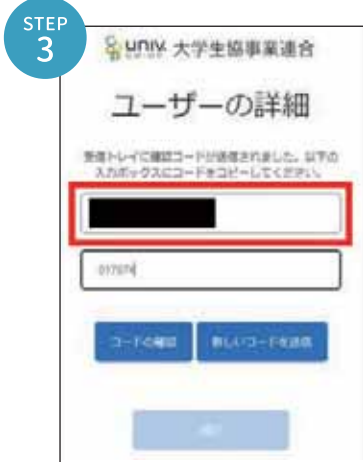 STEP
3
univ. 大学生協事業連合
ユーザーの詳細
受信トレイに確認コードが送信されました。以下の
入力ボックスにコードをコピーしてください。
コードの確認
新しいコードを送信